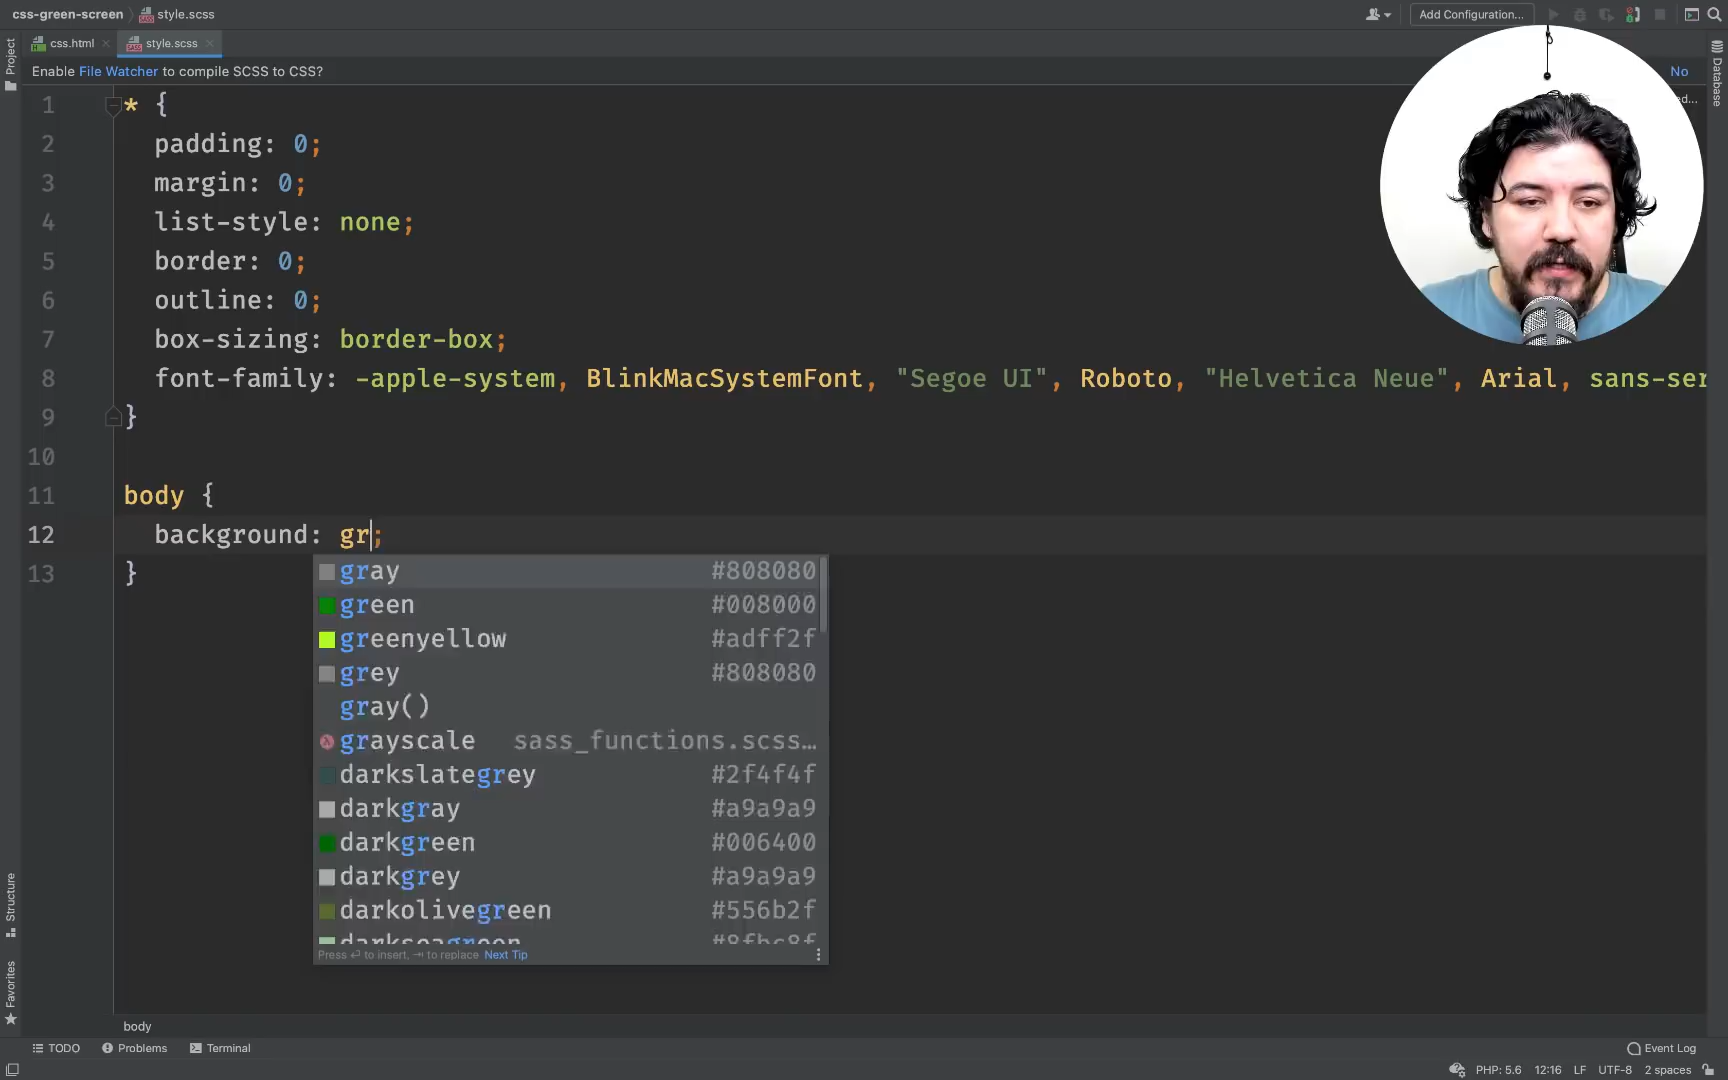 css-green-screen style.scss
Add Configuration...
css.html style.scss
Enable File Watcher to compile SCSS to CSS? No
Project
Database
1 * {
2 padding: 0;
3 margin: 0;
4 list-style: none;
5 border: 0;
6 outline: 0;
7 box-sizing: border-box;
8 font-family: -apple-system, BlinkMacSystemFont, "Segoe UI", Roboto, "Helvetica Neue", Arial, sans-ser
9 }
10
11 body {
12 background: gr;
13 }
gray #808080
green #008000
greenyellow #adff2f
grey #808080
gray()
grayscale sass_functions.scss…
darkslategrey #2f4f4f
darkgray #a9a9a9
darkgreen #006400
darkgrey #a9a9a9
darkolivegreen #556b2f
darkseagreen #8fbc8f
Press ⏎ to insert, ⇥ to replace Next Tip
Structure
Favorites
body
TODO Problems Terminal Event Log
PHP: 5.6 12:16 LF UTF-8 2 spaces